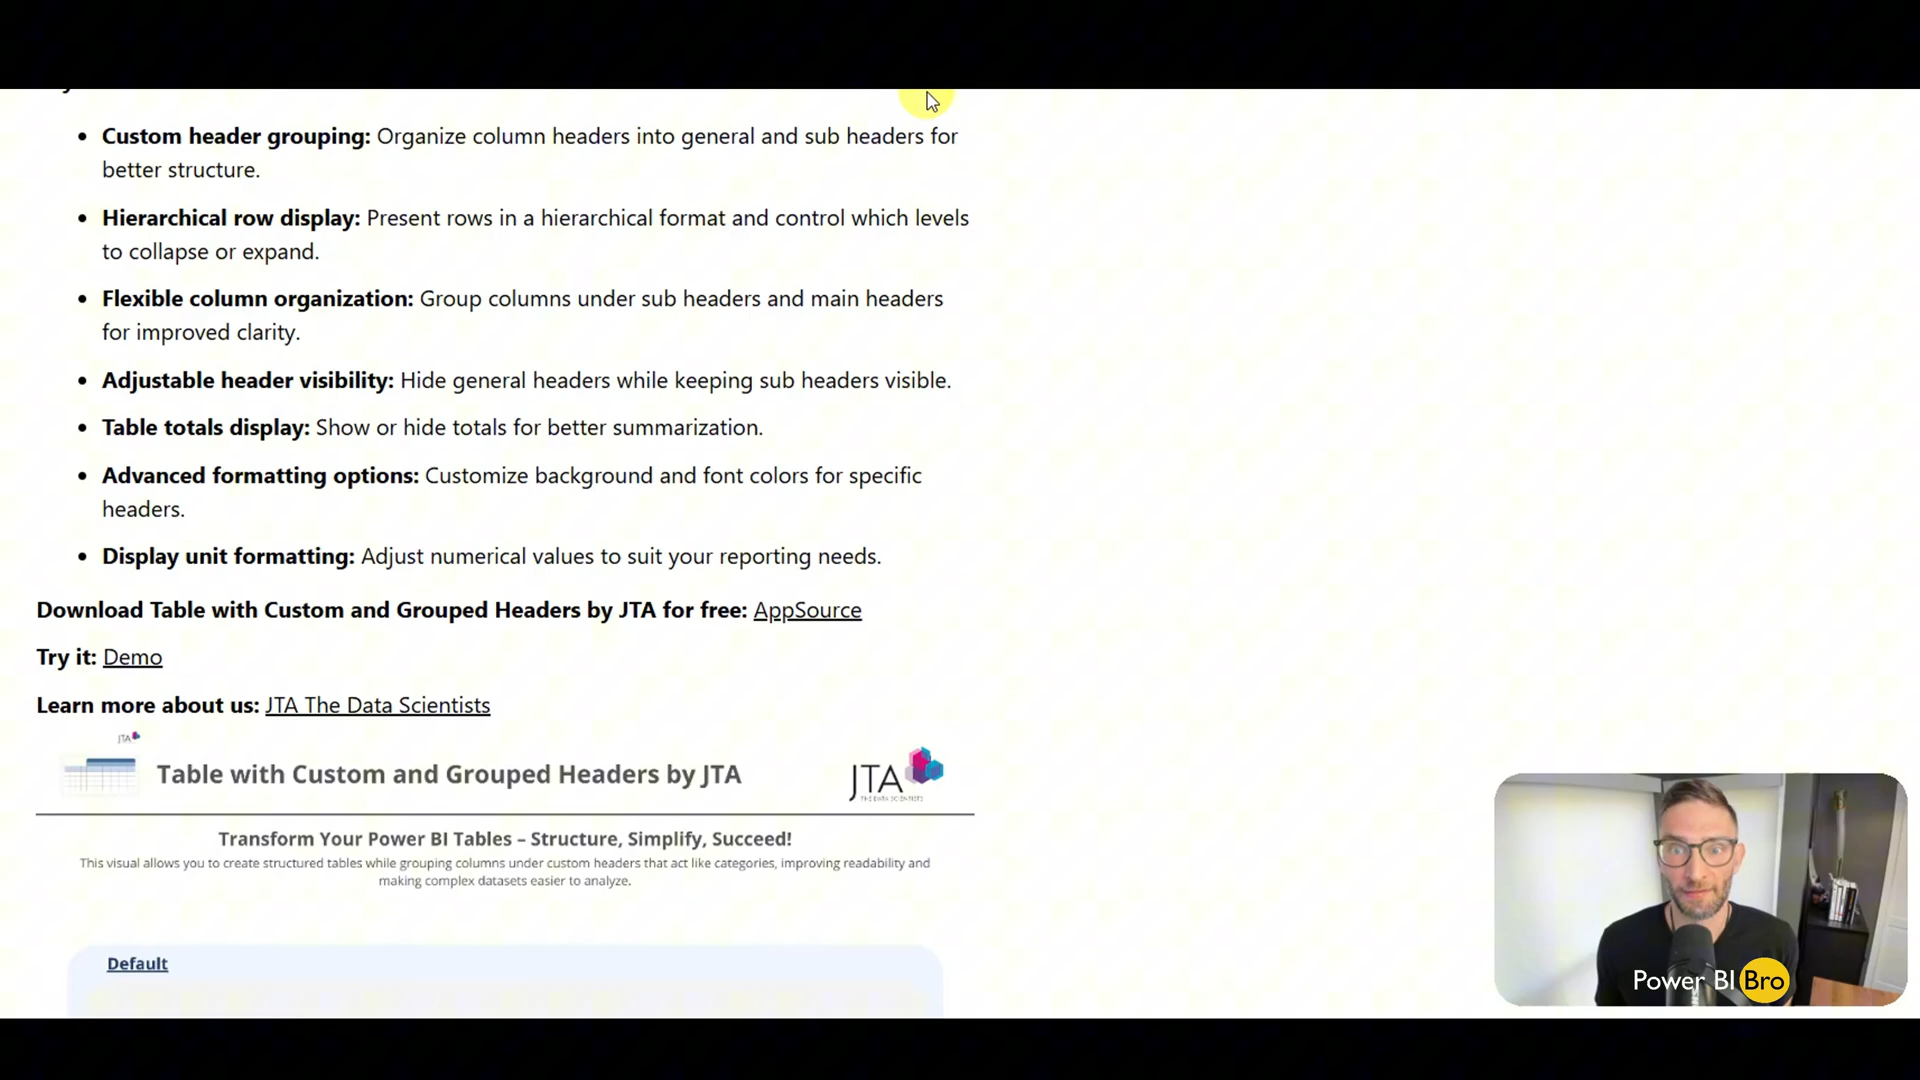 Custom header grouping: Organize column headers into general and sub headers for
better structure.
Hierarchical row display: Present rows in a hierarchical format and control which levels
to collapse or expand.
Flexible column organization: Group columns under sub headers and main headers
for improved clarity.
Adjustable header visibility: Hide general headers while keeping sub headers visible.
Table totals display: Show or hide totals for better summarization.
Advanced formatting options: Customize background and font colors for specific
headers.
Display unit formatting: Adjust numerical values to suit your reporting needs.
Download Table with Custom and Grouped Headers by JTA for free: AppSource
Try it: Demo
Learn more about us: JTA The Data Scientists
JTA
Table with Custom and Grouped Headers by JTA
JTA
THE DATA SCIENTISTS
Transform Your Power BI Tables – Structure, Simplify, Succeed!
This visual allows you to create structured tables while grouping columns under custom headers that act like categories, improving readability and
making complex datasets easier to analyze.
Default
Power BI Bro